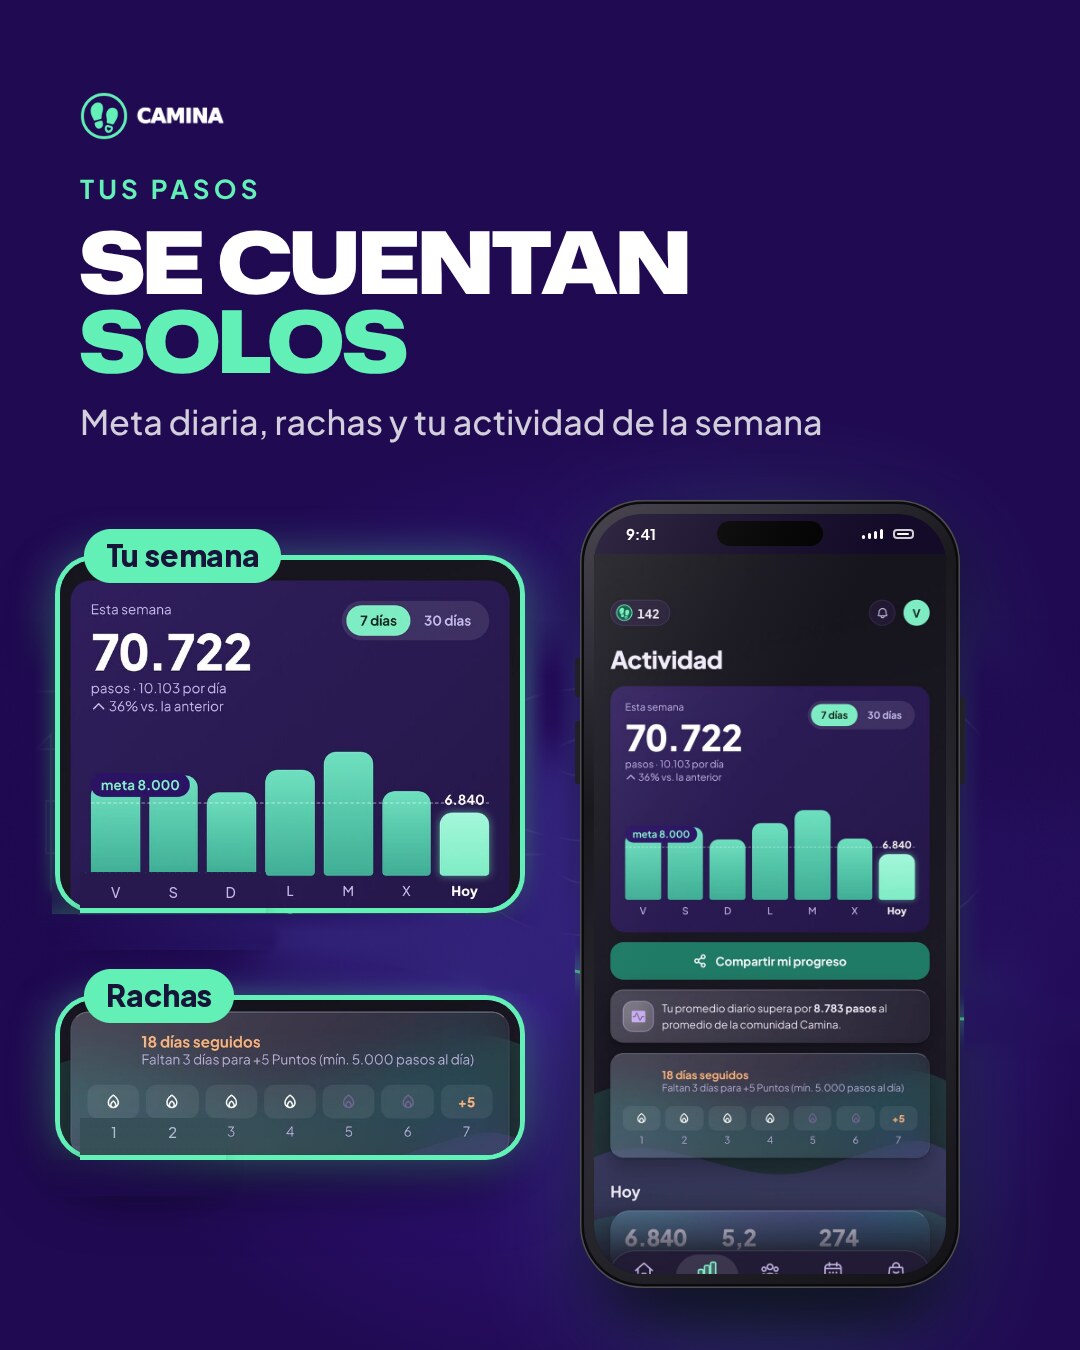 CAMINA
TUS PASOS
SE CUENTAN
SOLOS
Meta diaria, rachas y tu actividad de la semana
Tu semana
Esta semana
7 días 30 días
70.722
pasos · 10.103 por día
36% vs. la anterior
meta 8.000
6.840
V S D L M X Hoy
Rachas
18 días seguidos
Faltan 3 días para +5 Puntos (mín. 5.000 pasos al día)
+5
1 2 3 4 5 6 7
9:41
142
V
Actividad
Esta semana
7 días 30 días
70.722
pasos · 10.103 por día
36% vs. la anterior
meta 8.000
6.840
V S D L M X Hoy
Compartir mi progreso
Tu promedio diario supera por 8.783 pasos al
promedio de la comunidad Camina.
18 días seguidos
Faltan 3 días para +5 Puntos (mín. 5.000 pasos al día)
+5
1 2 3 4 5 6 7
Hoy
6.840 5,2 274